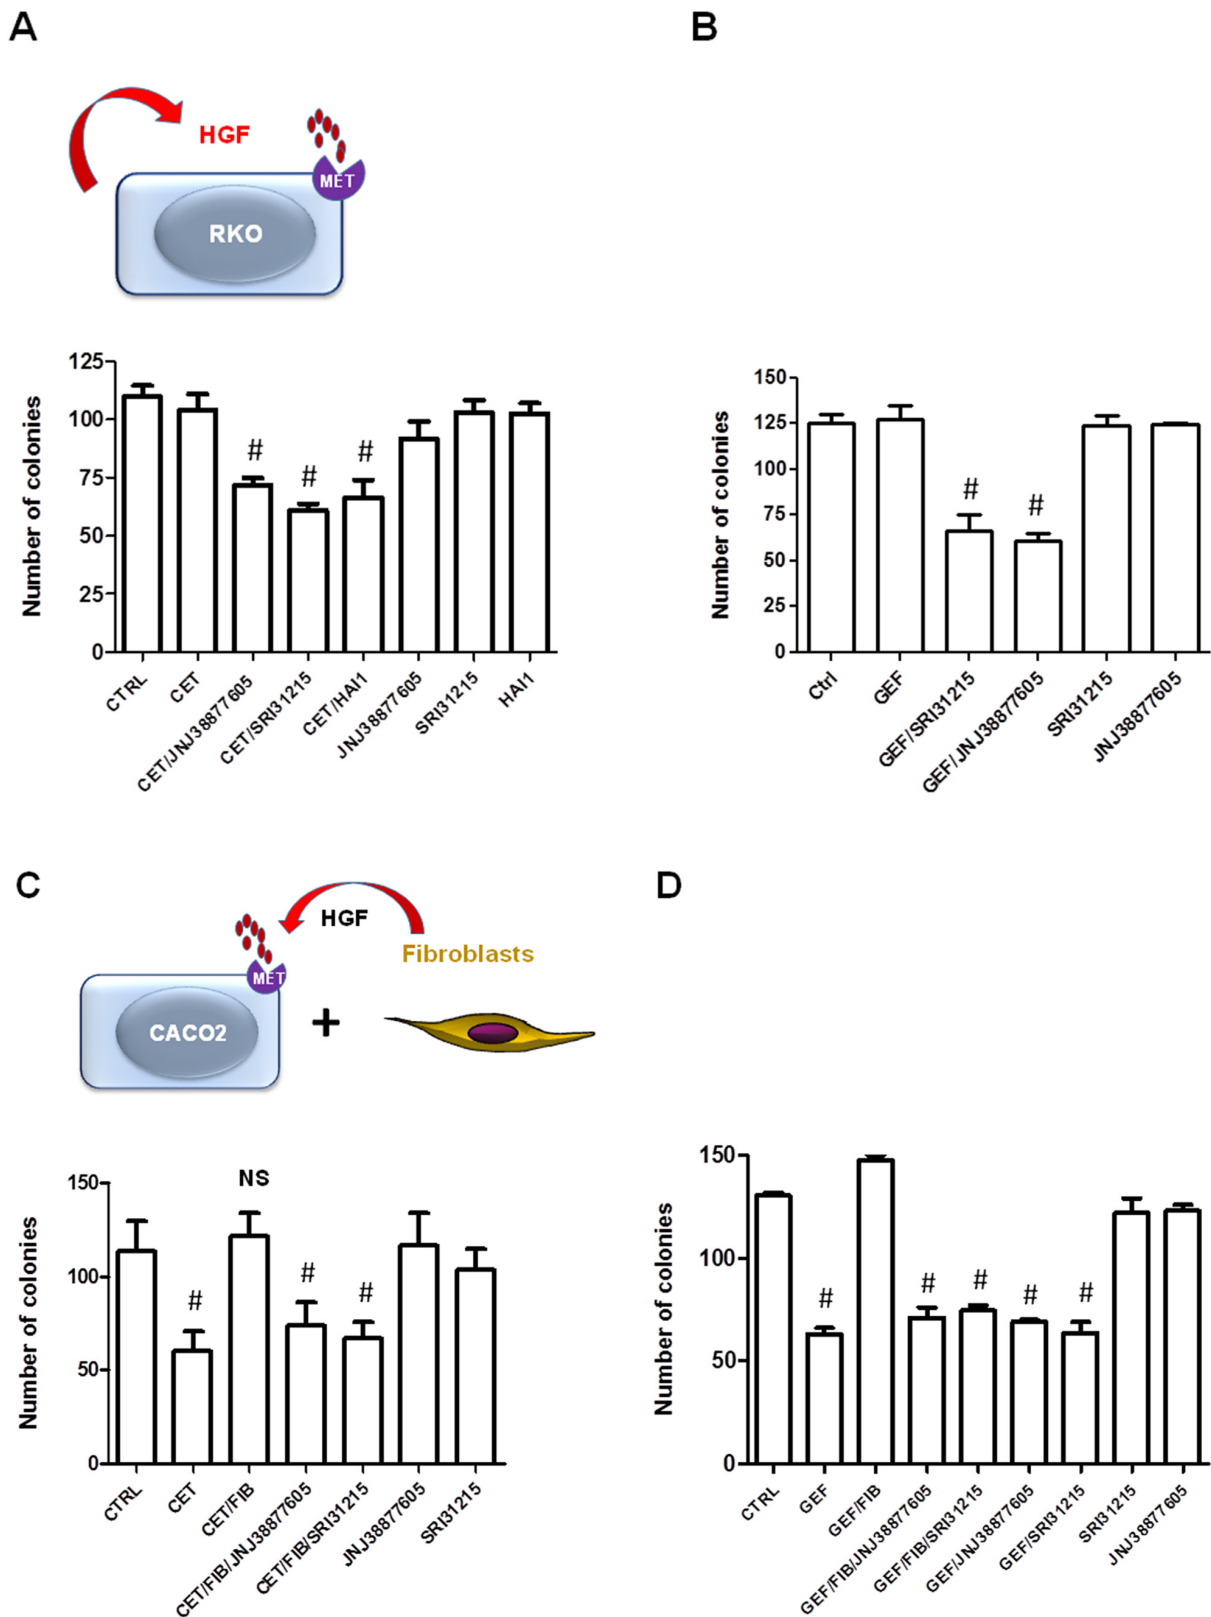 A
HGF
MET
RKO
125
100
75
50
25
0
Number of colonies
#
#
#
CTRL
CET
CET/JNJ38877605
CET/SRI31215
CET/HAI1
JNJ38877605
SRI31215
HAI1
B
150
125
100
75
50
25
0
Number of colonies
#
#
Ctrl
GEF
GEF/SRI31215
GEF/JNJ38877605
SRI31215
JNJ38877605
C
HGF
Fibroblasts
MET
CACO2
+
150
100
50
0
Number of colonies
NS
#
#
#
CTRL
CET
CET/FIB
CET/FIB/JNJ38877605
CET/FIB/SRI31215
JNJ38877605
SRI31215
D
150
100
50
0
Number of colonies
#
#
#
#
#
CTRL
GEF
GEF/FIB
GEF/FIB/JNJ38877605
GEF/FIB/SRI31215
GEF/JNJ38877605
GEF/SRI31215
SRI31215
JNJ38877605